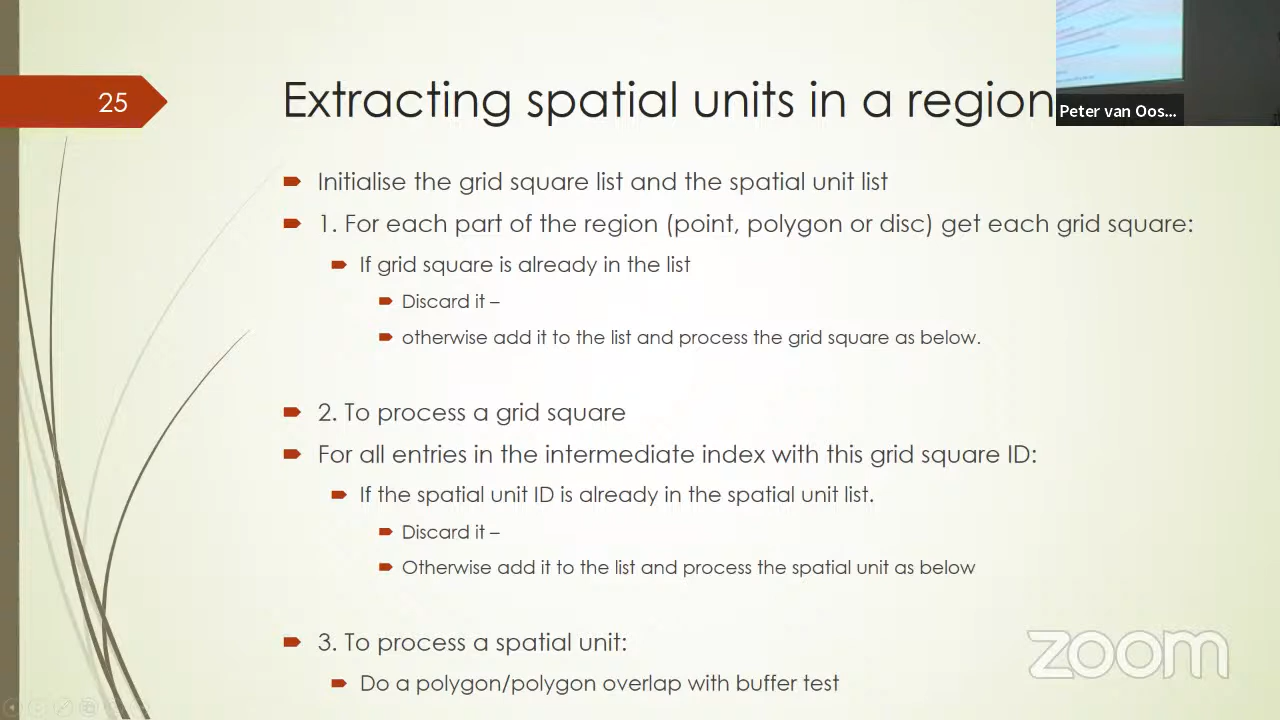 25
Extracting spatial units in a region
Peter van Oos...
Initialise the grid square list and the spatial unit list
1. For each part of the region (point, polygon or disc) get each grid square:
If grid square is already in the list
Discard it –
otherwise add it to the list and process the grid square as below.
2. To process a grid square
For all entries in the intermediate index with this grid square ID:
If the spatial unit ID is already in the spatial unit list.
Discard it –
Otherwise add it to the list and process the spatial unit as below
3. To process a spatial unit:
Do a polygon/polygon overlap with buffer test
zoom